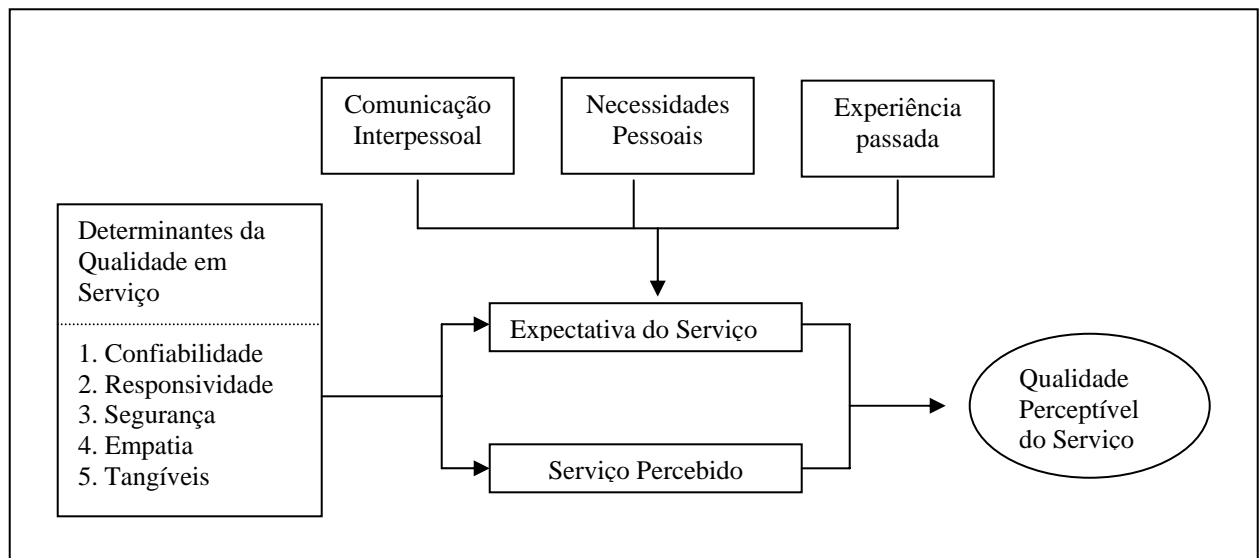 Comunicação
Interpessoal
Necessidades
Pessoais
Experiência
passada
Determinantes da
Qualidade em
Serviço
1. Confiabilidade
2. Responsividade
3. Segurança
4. Empatia
5. Tangíveis
Expectativa do Serviço
Serviço Percebido
Qualidade
Perceptível
do Serviço